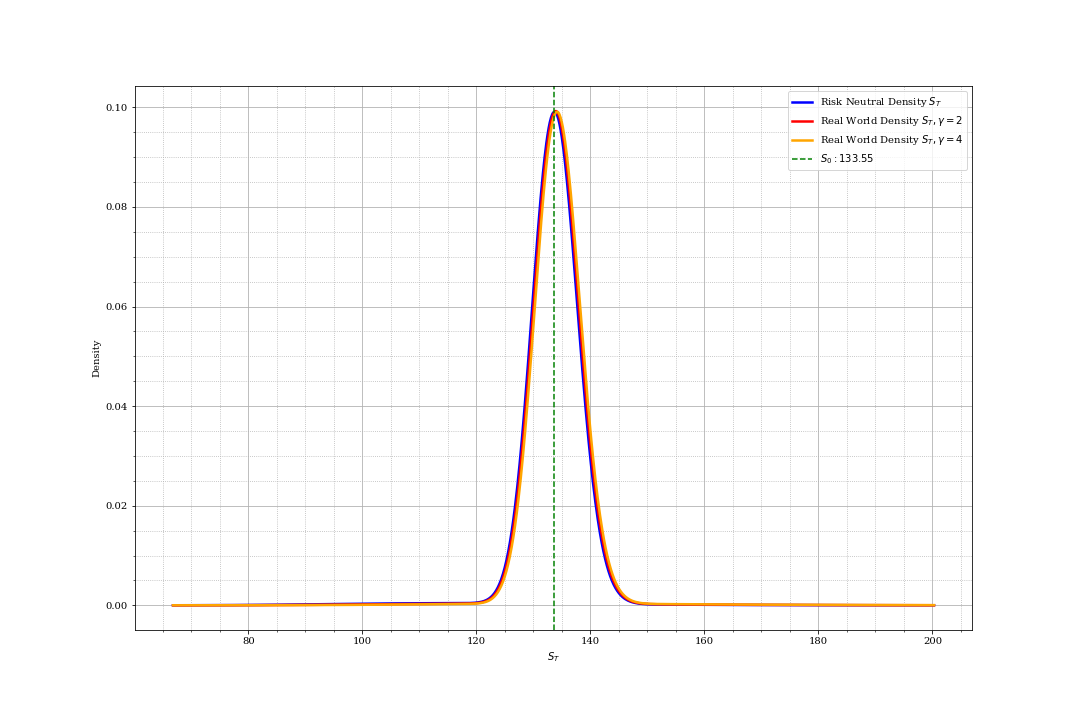 Risk Neutral Density S_T
Real World Density S_T, γ = 2
Real World Density S_T, γ = 4
S_0 : 133.55
0.10
0.08
0.06
0.04
0.02
0.00
Density
80 100 120 140 160 180 200
S_T